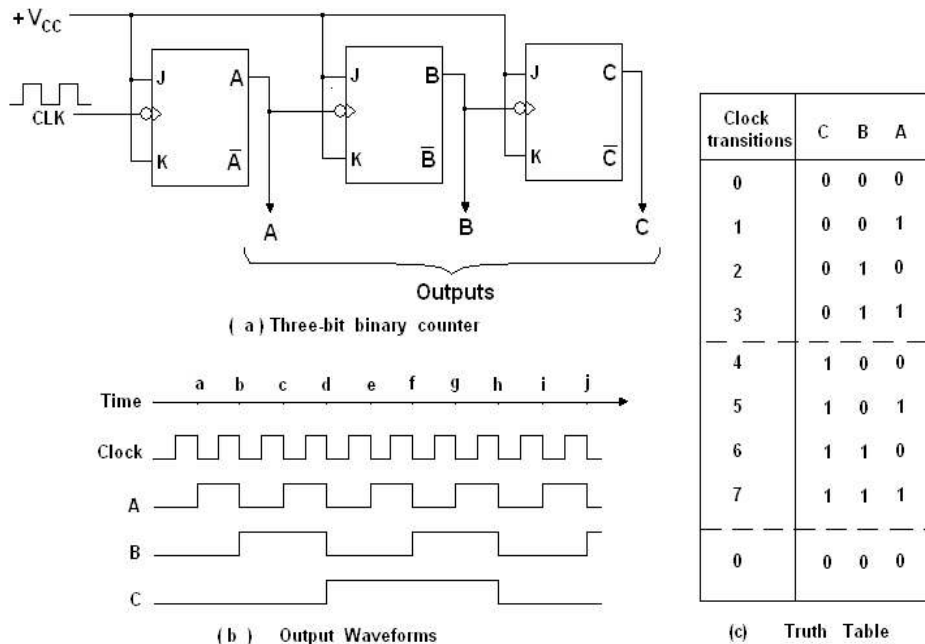 +V_CC
J A J B J C
CLK
K A̅ K B̅ K C̅
A B C
Outputs
( a ) Three-bit binary counter
Time a b c d e f g h i j
Clock
A
B
C
( b ) Output Waveforms
Clock transitions C B A
0 0 0 0
1 0 0 1
2 0 1 0
3 0 1 1
4 1 0 0
5 1 0 1
6 1 1 0
7 1 1 1
0 0 0 0
(c) Truth Table